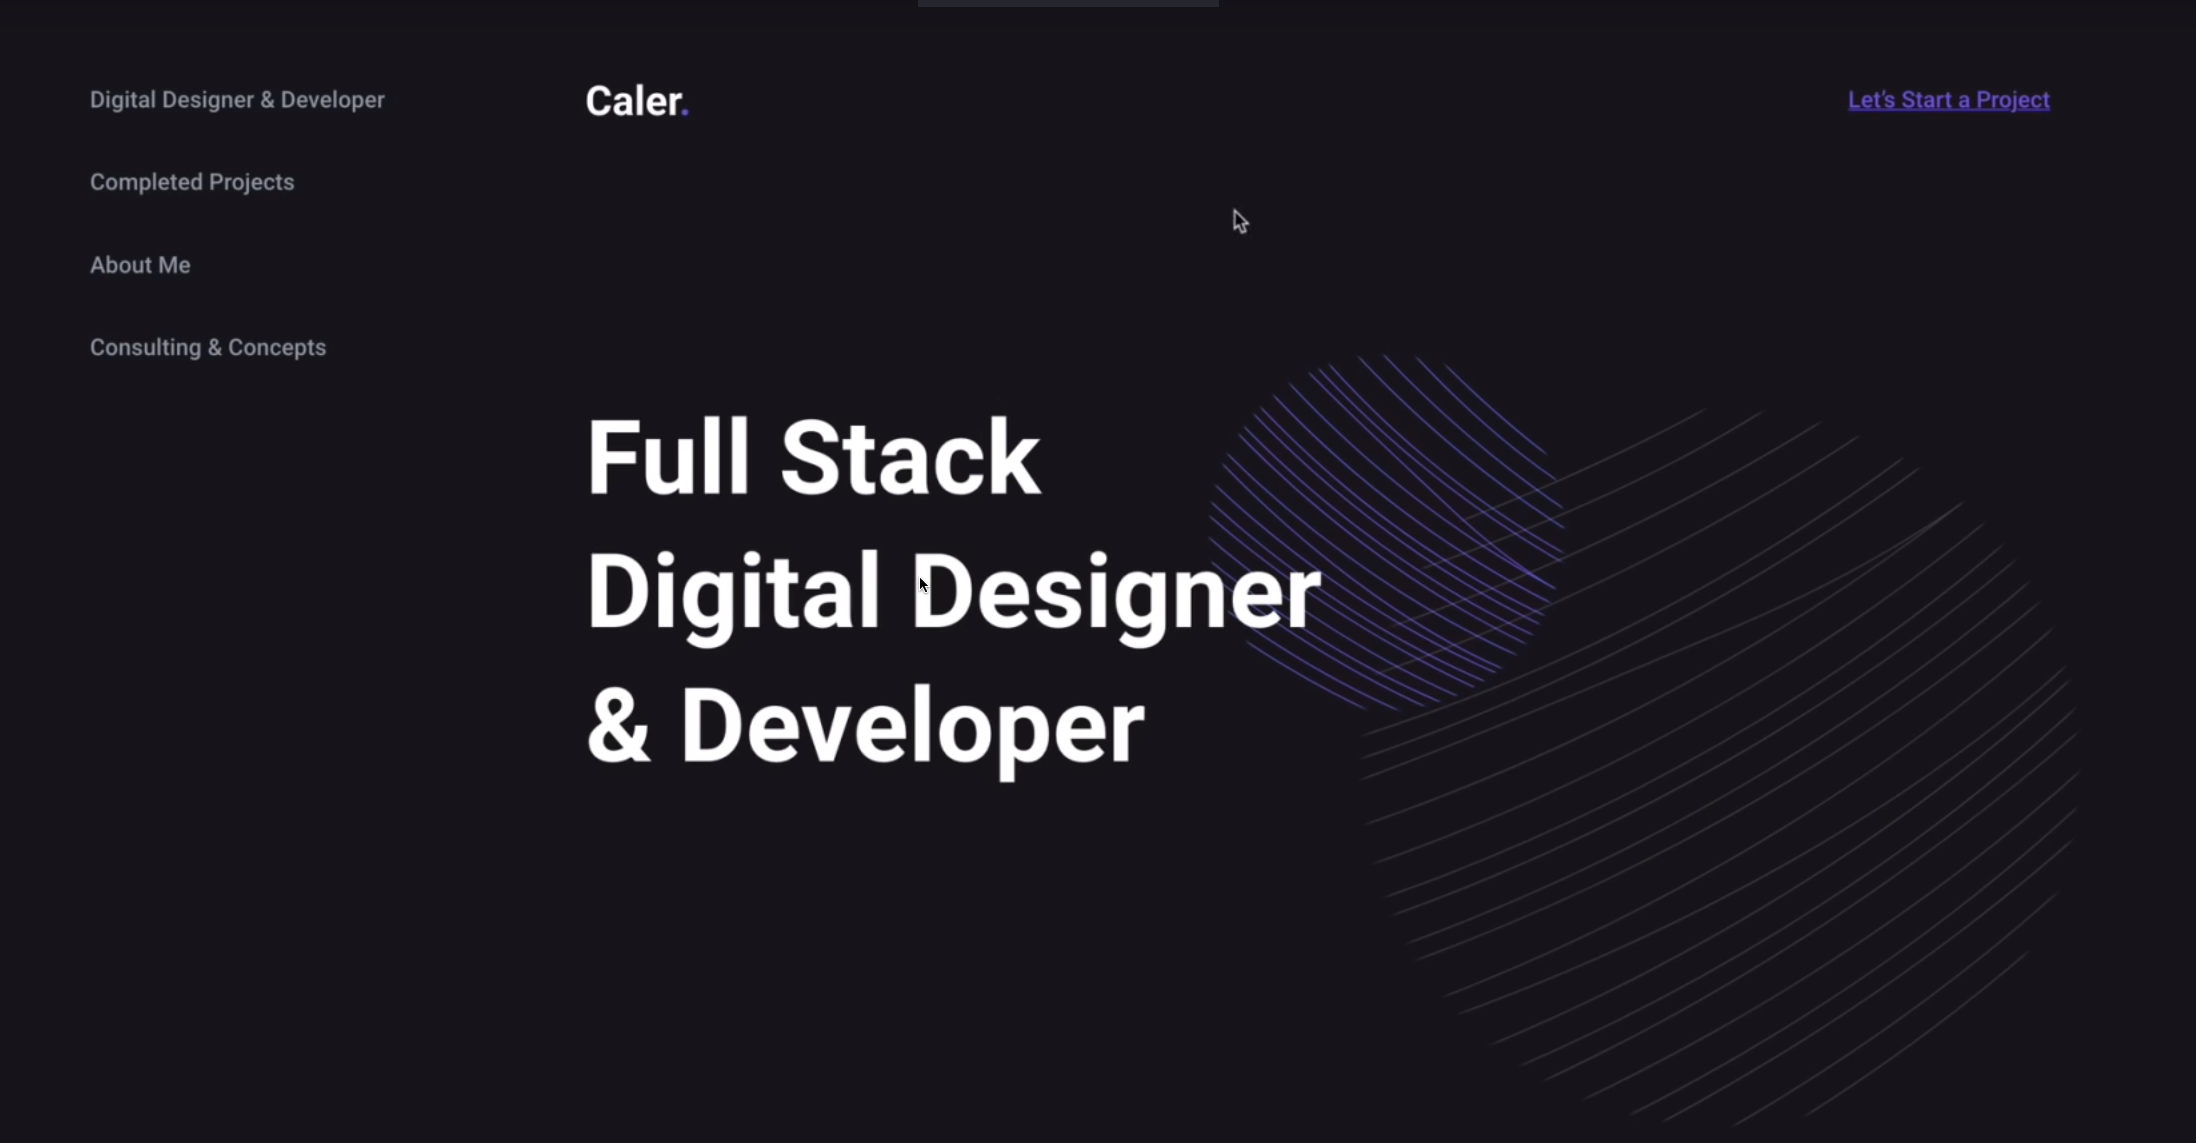 Digital Designer & Developer
Completed Projects
About Me
Consulting & Concepts
Caler.
Let’s Start a Project
Full Stack
Digital Designer
& Developer